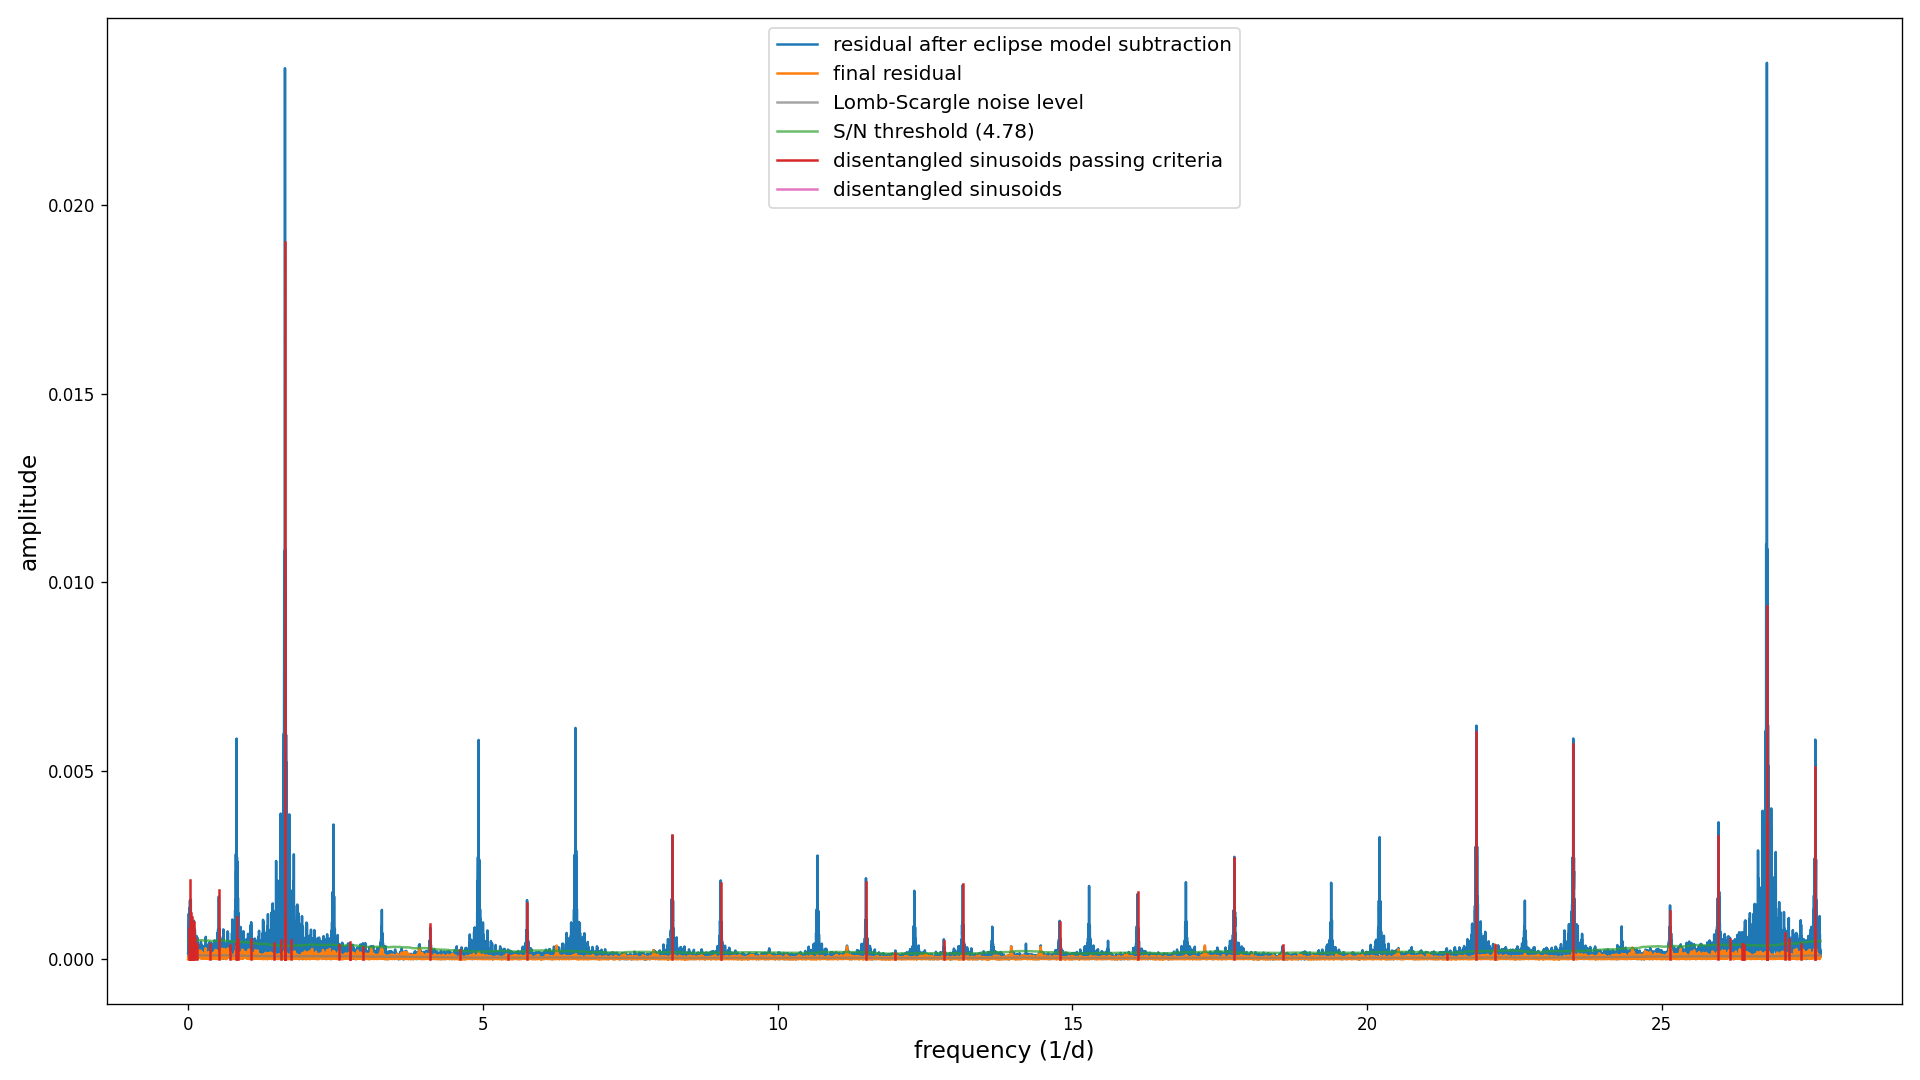 residual after eclipse model subtraction
final residual
Lomb-Scargle noise level
S/N threshold (4.78)
disentangled sinusoids passing criteria
disentangled sinusoids
amplitude
0.020
0.015
0.010
0.005
0.000
0 5 10 15 20 25
frequency (1/d)